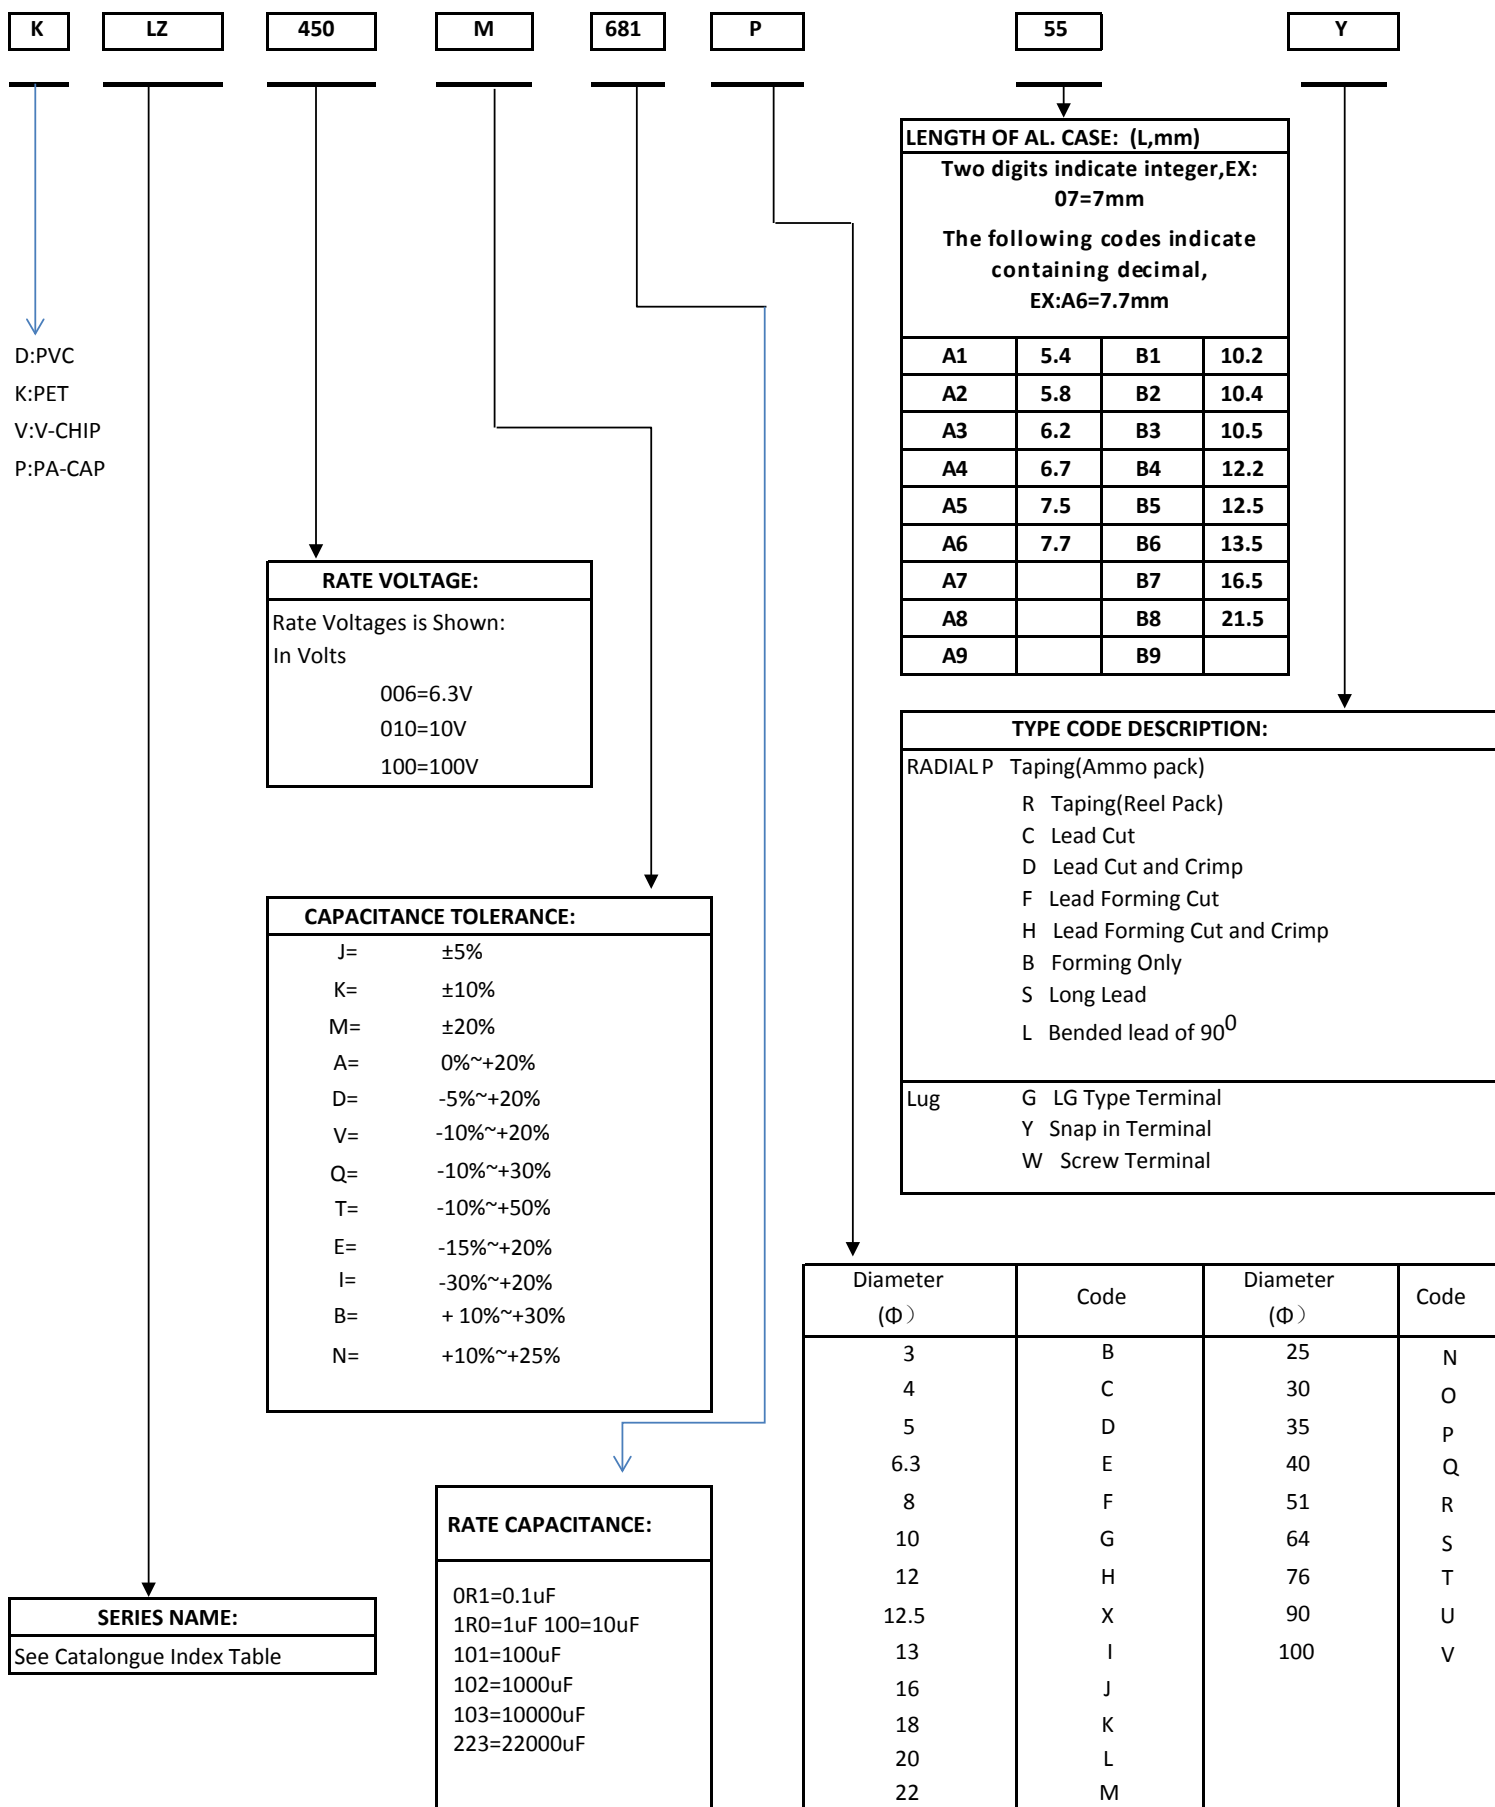 K LZ 450 M 681 P 55 Y
D:PVC
K:PET
V:V-CHIP
P:PA-CAP
LENGTH OF AL. CASE: (L,mm)
Two digits indicate integer,EX:
07=7mm
The following codes indicate
containing decimal,
EX:A6=7.7mm
A1 5.4 B1 10.2
A2 5.8 B2 10.4
A3 6.2 B3 10.5
A4 6.7 B4 12.2
A5 7.5 B5 12.5
A6 7.7 B6 13.5
A7 B7 16.5
A8 B8 21.5
A9 B9
RATE VOLTAGE:
Rate Voltages is Shown:
In Volts
006=6.3V
010=10V
100=100V
TYPE CODE DESCRIPTION:
RADIAL P Taping(Ammo pack)
R Taping(Reel Pack)
C Lead Cut
D Lead Cut and Crimp
F Lead Forming Cut
H Lead Forming Cut and Crimp
B Forming Only
S Long Lead
L Bended lead of 90⁰
Lug G LG Type Terminal
Y Snap in Terminal
W Screw Terminal
CAPACITANCE TOLERANCE:
J= ±5%
K= ±10%
M= ±20%
A= 0%~+20%
D= -5%~+20%
V= -10%~+20%
Q= -10%~+30%
T= -10%~+50%
E= -15%~+20%
I= -30%~+20%
B= + 10%~+30%
N= +10%~+25%
Diameter (Φ） Code Diameter (Φ） Code
3 B 25 N
4 C 30 O
5 D 35 P
6.3 E 40 Q
8 F 51 R
10 G 64 S
12 H 76 T
12.5 X 90 U
13 I 100 V
16 J
18 K
20 L
22 M
RATE CAPACITANCE:
0R1=0.1uF
1R0=1uF 100=10uF
101=100uF
102=1000uF
103=10000uF
223=22000uF
SERIES NAME:
See Catalongue Index Table